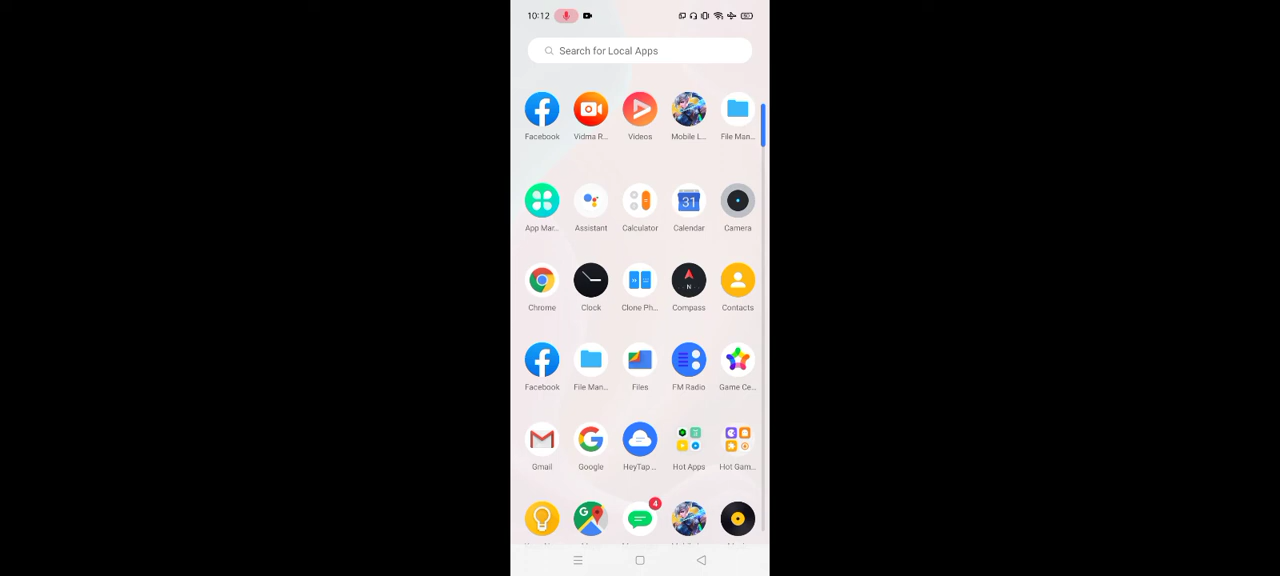 10:12
Search for Local Apps
Facebook Vidma R... Videos Mobile L... File Man...
App Mar.. Assistant Calculator Calendar Camera
31
Chrome Clock Clone Ph... Compass Contacts
N
Facebook File Man... Files FM Radio Game Ce...
Gmail Google HeyTap .. Hot Apps Hot Gam...
4